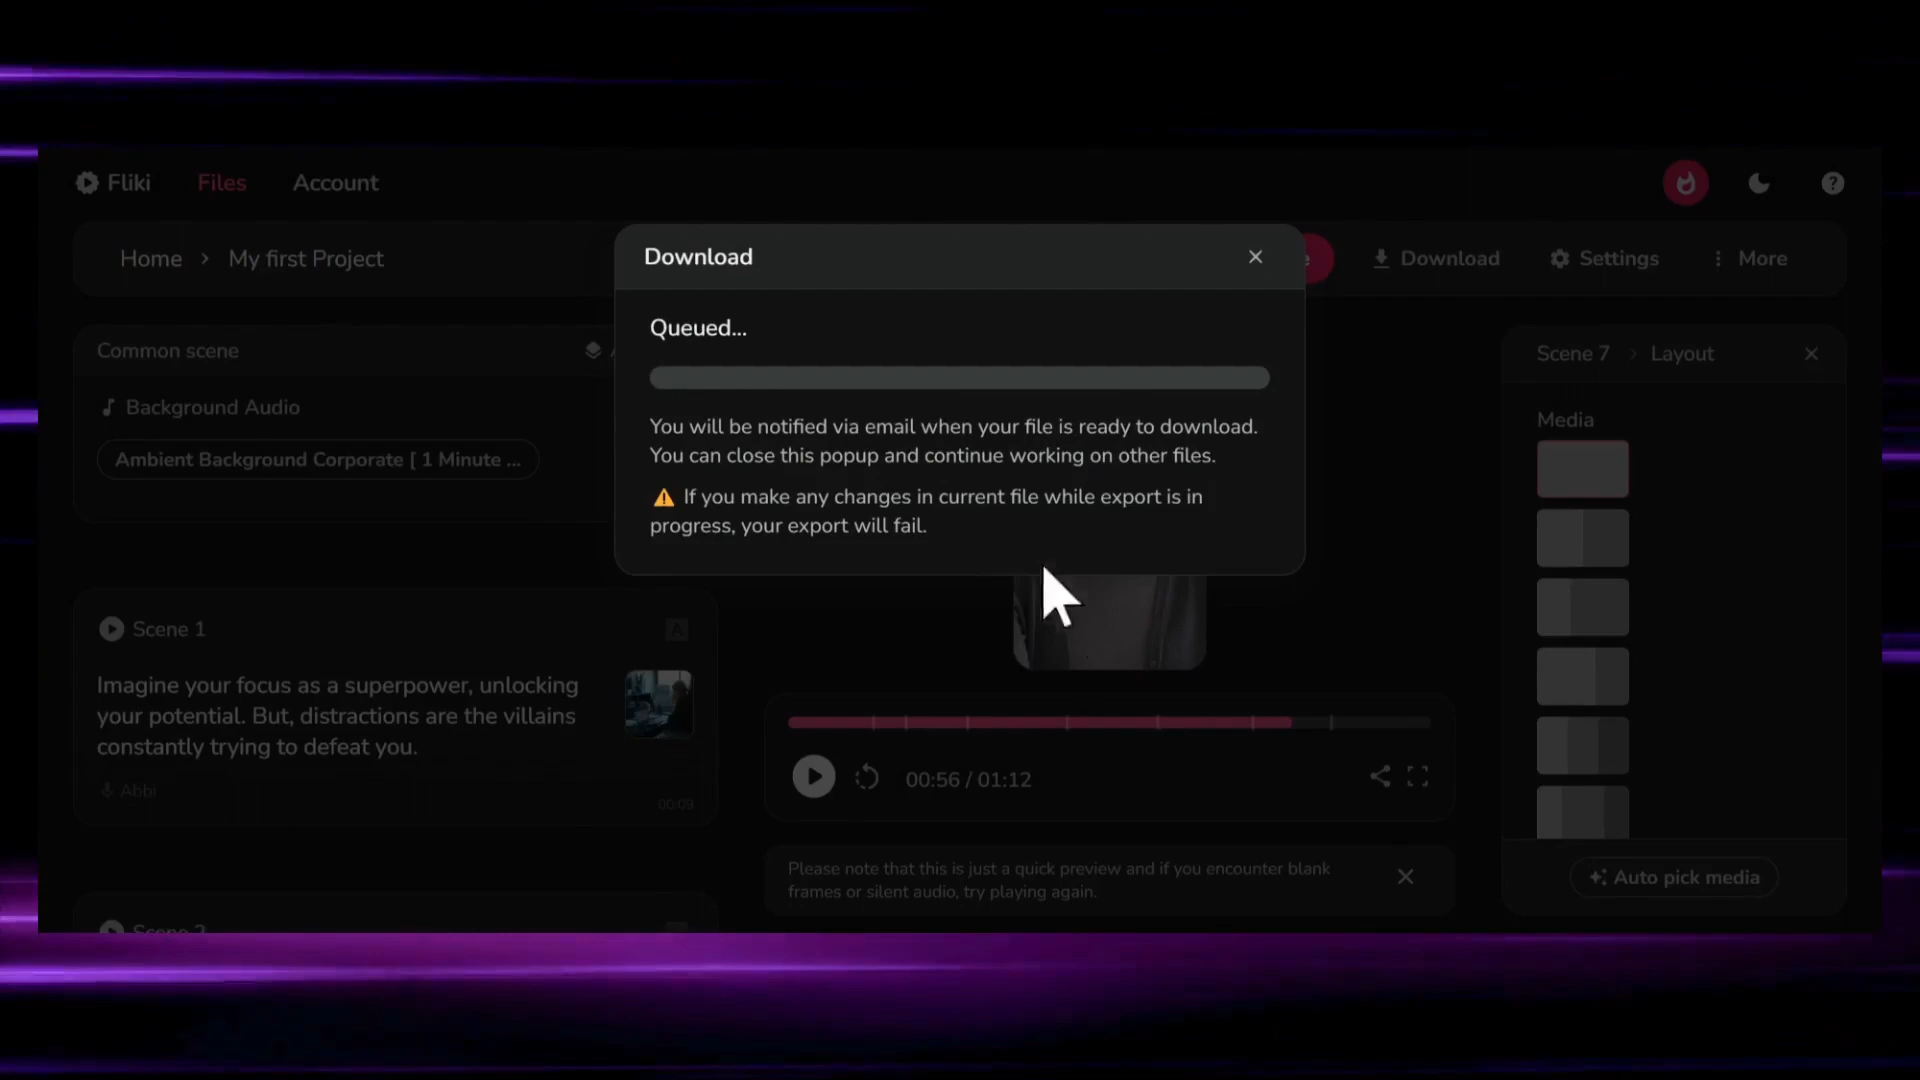 Fliki
Files
Account
Home > My first Project
Download
Settings
More
Download
Queued...
You will be notified via email when your file is ready to download.
You can close this popup and continue working on other files.
⚠️ If you make any changes in current file while export is in
progress, your export will fail.
Common scene
Background Audio
Ambient Background Corporate [ 1 Minute ...
Scene 1
A
Imagine your focus as a superpower, unlocking
your potential. But, distractions are the villains
constantly trying to defeat you.
Abbi
00:09
Scene 2
00:56 / 01:12
Please note that this is just a quick preview and if you encounter blank
frames or silent audio, try playing again.
Scene 7 > Layout
Media
Auto pick media